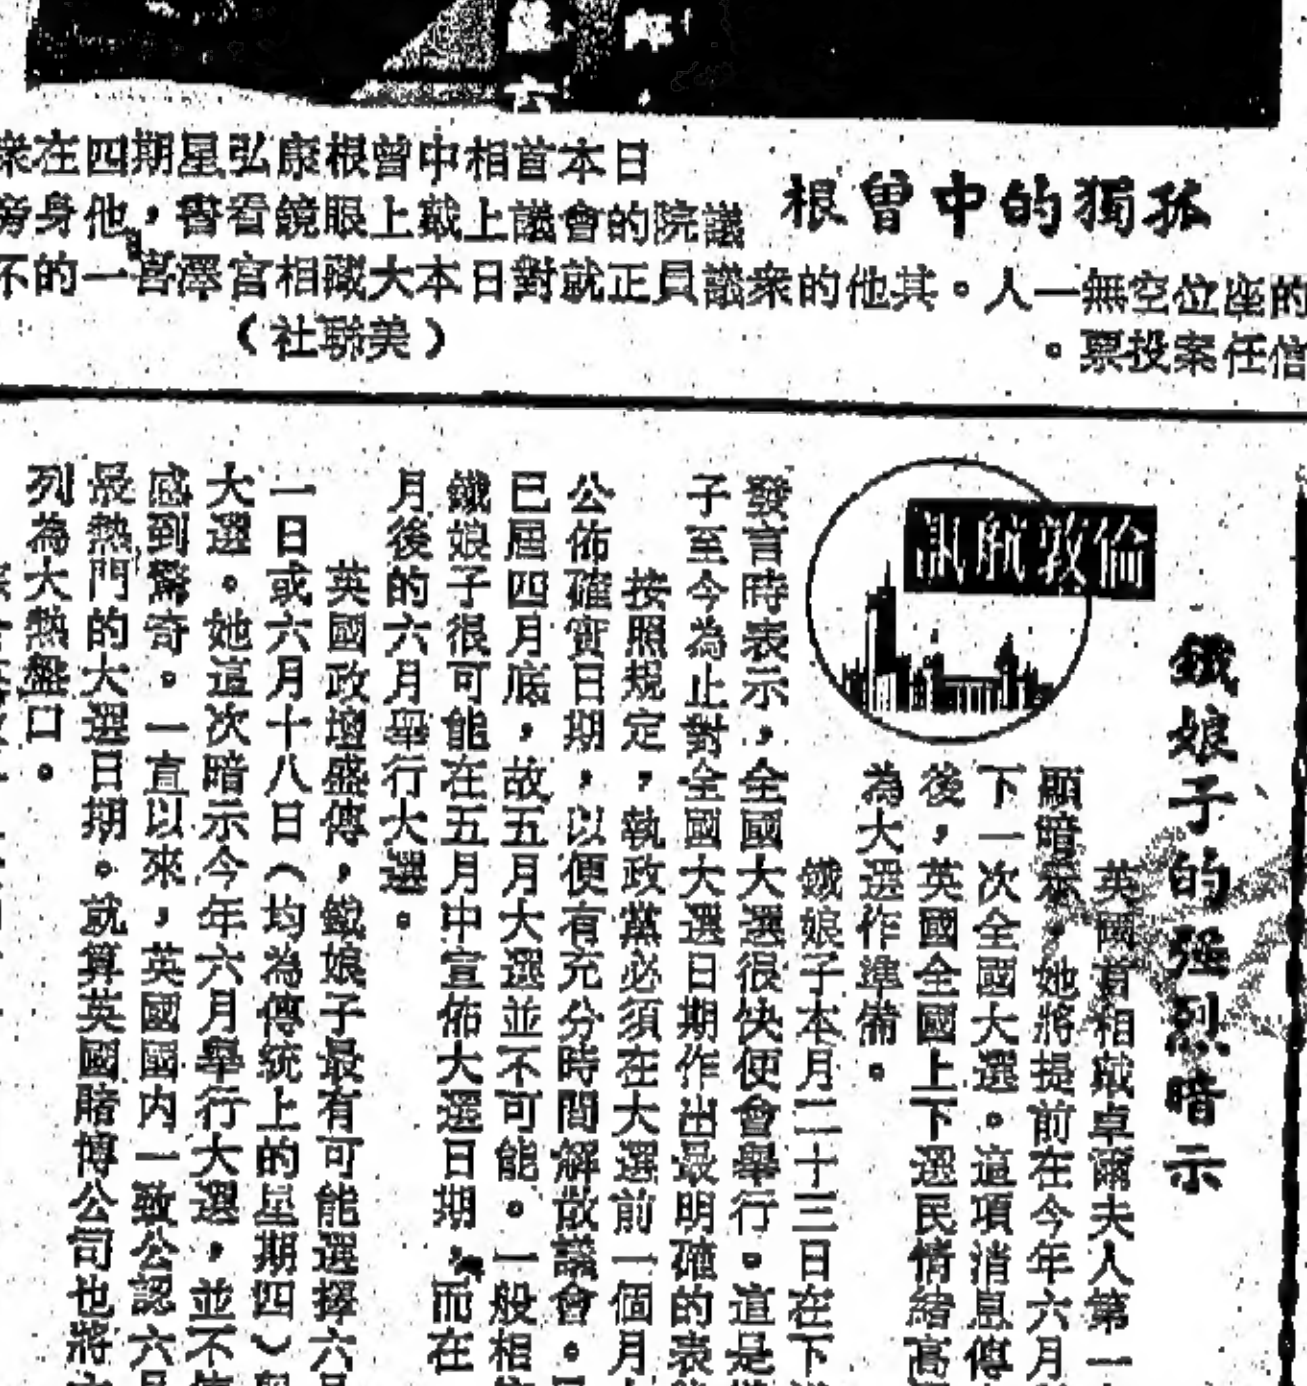 孤獨的中曾根
日本首相中曾根康弘星期四在衆
議院的會議上戴上眼鏡看書，他身旁
的座位空無一人。其他的衆議員正就對日本大藏相宮澤喜一的不
信任案投票。
（美聯社）
倫敦航訊
鐵娘子的强烈暗示
英國首相戴卓爾夫人第一
顯暗示，她將提前在今年六月
下一次全國大選。這項消息傳
後，英國全國上下選民情緒高
為大選作準備。
鐵娘子本月二十三日在下
發言時表示，全國大選很快便會舉行。這是
子至今為止對全國大選日期作出最明確的表
按照規定，執政黨必須在大選前一個月
公佈確實日期，以便有充分時間解散議會。
已屆四月底，故五月大選並不可能。一般相
鐵娘子很可能在五月中宣佈大選日期，而在
月後的六月舉行大選。
英國政壇盛傳，鐵娘子最有可能選擇六
一日或六月十八日（均為傳統上的星期四）
大選。她這次暗示今年六月舉行大選，並不
感到驚奇。一直以來，英國國內一致公認六
最熱門的大選日期。就算英國賭博公司也將
列為大熱盤口。